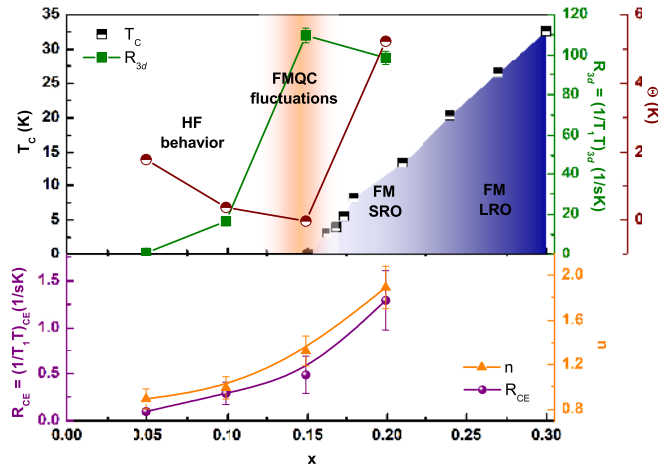 35
30
25
20
15
10
5
0
T_C (K)
T_C
R_3d
HF
behavior
FMQC
fluctuations
FM
SRO
FM
LRO
120
100
80
60
40
20
0
R_3d = (1/T_1T)_3d (1/sK)
6
4
2
0
Θ (K)
1.5
1.0
0.5
0.0
R_CE = (1/T_1T)_CE(1/sK)
2.0
1.6
1.2
0.8
n
n
R_CE
0.00
0.05
0.10
0.15
0.20
0.25
0.30
x